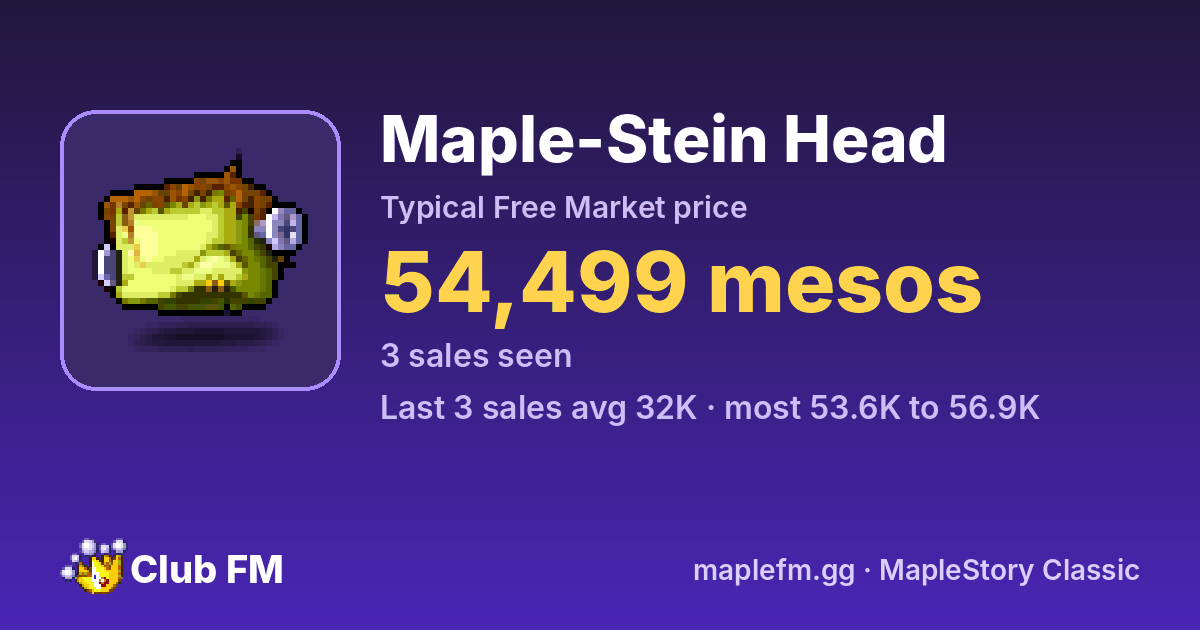 Maple-Stein Head
Typical Free Market price
54,499 mesos
3 sales seen
Last 3 sales avg 32K · most 53.6K to 56.9K
Club FM
maplefm.gg · MapleStory Classic